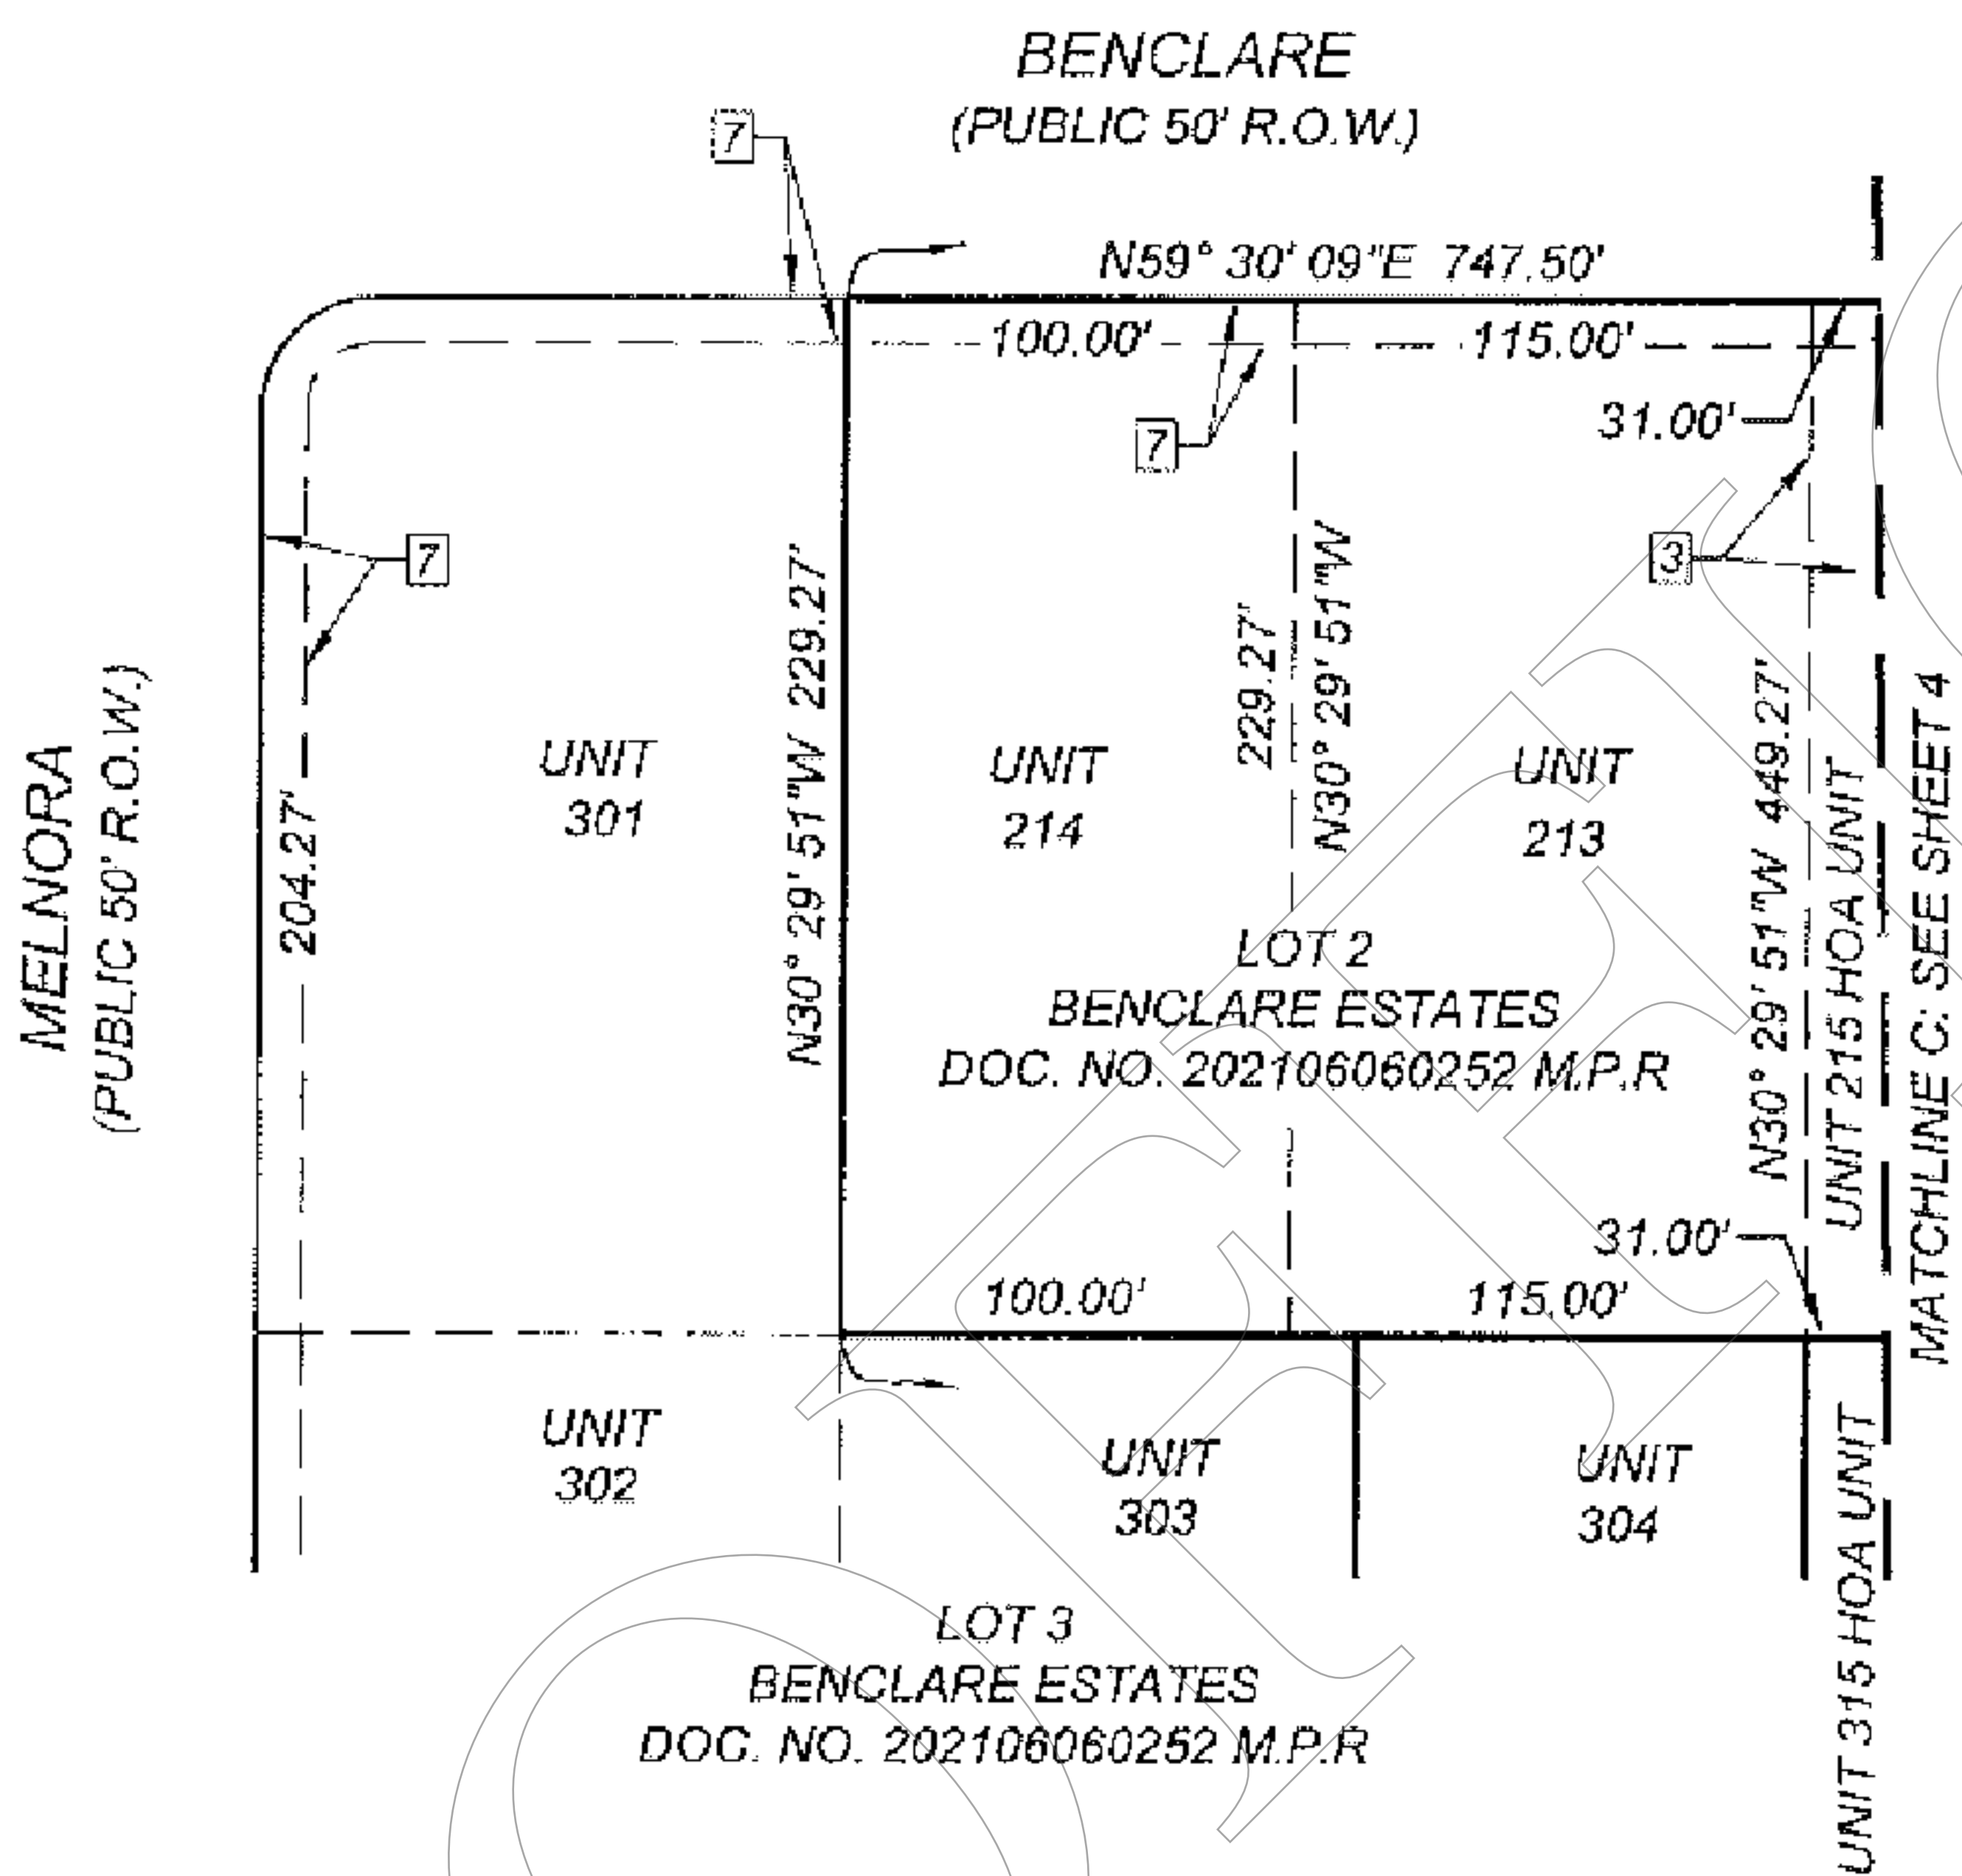 BENCLARE
(PUBLIC 50' R.O.W.)
7
N59° 30' 09"E 747.50'
100.00'
115.00'
31.00'
7
7
3
MELNORA
(PUBLIC 50' R.O.W.)
204.27'
N30° 29' 51"W 229.27'
229.27'
N30° 29' 51"W
N30° 29' 51"W 449.27'
UNIT 215 HOA UNIT
MATCHLINE C: SEE SHEET 4
UNIT
301
UNIT
214
UNIT
213
LOT 2
BENCLARE ESTATES
DOC. NO. 202106060252 M.P.R
31.00'
100.00'
115.00'
UNIT
302
UNIT
303
UNIT
304
UNIT 315 HOA UNIT
LOT 3
BENCLARE ESTATES
DOC. NO. 202106060252 M.P.R